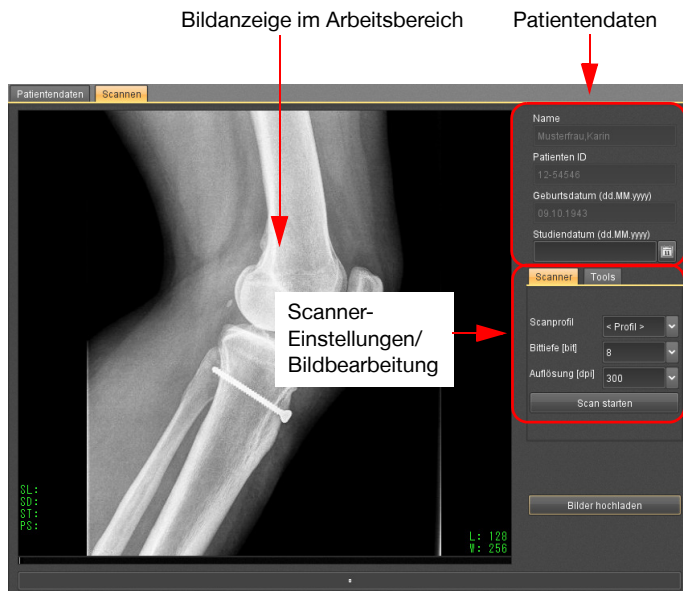 Bildanzeige im Arbeitsbereich
Patientendaten
Patientendaten
Scannen
Name
Musterfrau,Karin
Patienten ID
12-54546
Geburtsdatum (dd.MM.yyyy)
09.10.1943
Studiendatum (dd.MM.yyyy)
Scanner
Tools
Scanner-
Einstellungen/
Bildbearbeitung
Scanprofil
< Profil >
Bittiefe [bit]
8
Auflösung [dpi]
300
Scan starten
SL:
SD:
ST:
PS:
L: 128
W: 256
Bilder hochladen